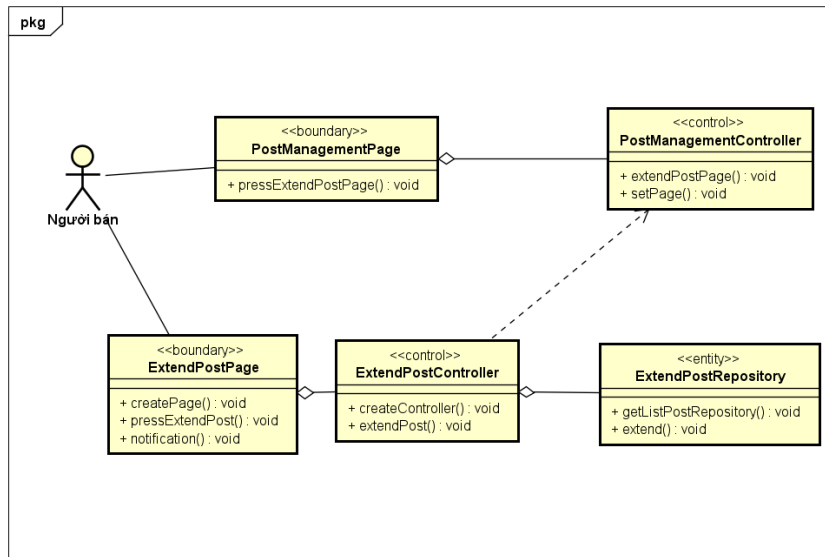 pkg
<<boundary>>
PostManagementPage
+ pressExtendPostPage() : void
<<control>>
PostManagementController
+ extendPostPage() : void
+ setPage() : void
Người bán
<<boundary>>
ExtendPostPage
+ createPage() : void
+ pressExtendPost() : void
+ notification() : void
<<control>>
ExtendPostController
+ createController() : void
+ extendPost() : void
<<entity>>
ExtendPostRepository
+ getListPostRepository() : void
+ extend() : void